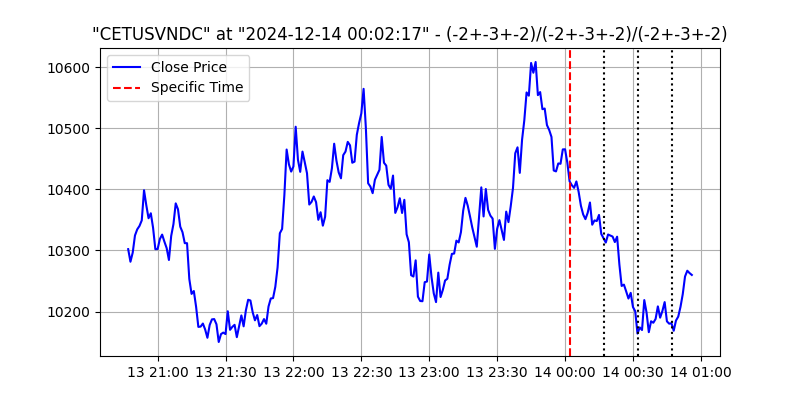 "CETUSVNDC" at "2024-12-14 00:02:17" - (-2+-3+-2)/(-2+-3+-2)/(-2+-3+-2)
Close Price
Specific Time
10600
10500
10400
10300
10200
13 21:00 13 21:30 13 22:00 13 22:30 13 23:00 13 23:30 14 00:00 14 00:30 14 01:00